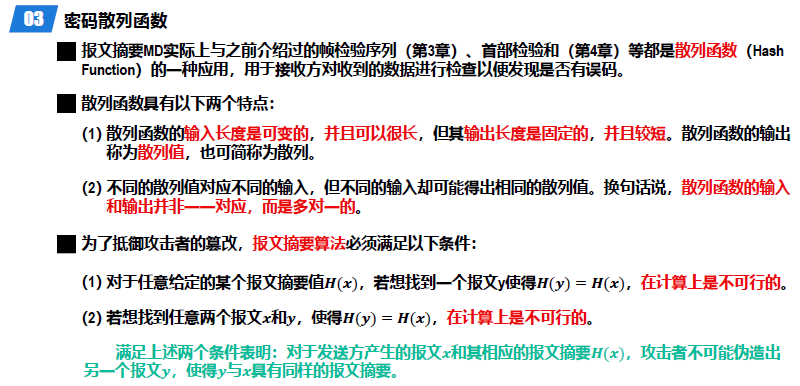 03 密码散列函数
报文摘要MD实际上与之前介绍过的帧检验序列（第3章）、首部检验和（第4章）等都是散列函数（Hash
Function）的一种应用，用于接收方对收到的数据进行检查以便发现是否有误码。
散列函数具有以下两个特点：
(1) 散列函数的输入长度是可变的，并且可以很长，但其输出长度是固定的，并且较短。散列函数的输出
称为散列值，也可简称为散列。
(2) 不同的散列值对应不同的输入，但不同的输入却可能得出相同的散列值。换句话说，散列函数的输入
和输出并非一一对应，而是多对一的。
为了抵御攻击者的篡改，报文摘要算法必须满足以下条件：
(1) 对于任意给定的某个报文摘要值H(x)，若想找到一个报文y使得H(y) = H(x)，在计算上是不可行的。
(2) 若想找到任意两个报文x和y，使得H(y) = H(x)，在计算上是不可行的。
满足上述两个条件表明：对于发送方产生的报文x和其相应的报文摘要H(x)，攻击者不可能伪造出
另一个报文y，使得y与x具有同样的报文摘要。